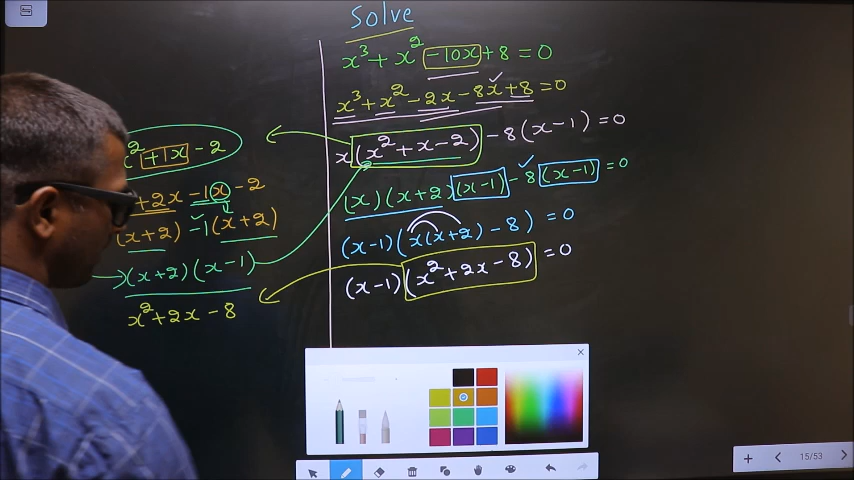 Solve
x³ + x² - 10x + 8 = 0
x³ + x² - 2x - 8x + 8 = 0
x (x² + x - 2) - 8 (x - 1) = 0
(x) (x + 2) (x - 1) - 8 (x - 1) = 0
(x - 1) (x (x + 2) - 8) = 0
(x - 1) (x² + 2x - 8) = 0
² + 1x - 2
+ 2x - 1x - 2
(x + 2) - 1 (x + 2)
(x + 2) (x - 1)
x² + 2x - 8
15/53